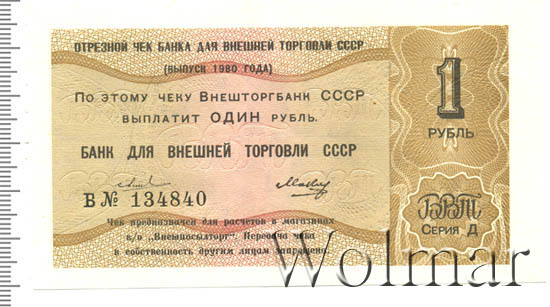 ОТРЕЗНОЙ ЧЕК БАНКА ДЛЯ ВНЕШНЕЙ ТОРГОВЛИ СССР
(ВЫПУСК 1980 ГОДА)
По этому чеку Внешторгбанк СССР
выплатит ОДИН рубль.
БАНК ДЛЯ ВНЕШНЕЙ ТОРГОВЛИ СССР
В № 134840
Чек предназначен для расчетов в магазинах
в/о „Внешпосылторг". Передача чека
в собственность другим лицам запрещена.
1
РУБЛЬ
ВВТ
Серия Д
Wolmar